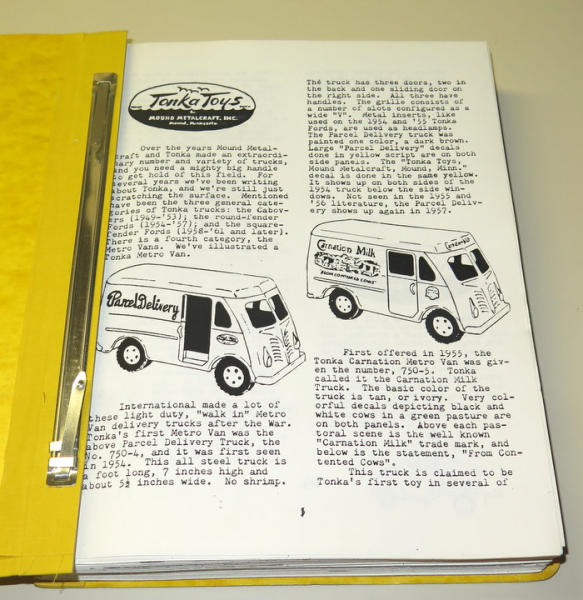 Tonka Toys
MOUND METALCRAFT, INC.
Mound, Minnesota
Over the years Mound Metal-
craft and Tonka made an extraordi-
nary number and variety of trucks,
and you need a mighty big handle
to get hold of this field. For
several years we've been writing
about Tonka, and we're still just
scratching the surface. Mentioned
have been the three general cate-
gories of Tonka trucks: the Cabov-
ers (1949-'53); the round-fender
Fords (1954-'57); and the square-
fender Fords (1958-'61 and later).
There is a fourth category, the
Metro Vans. We've illustrated a
Tonka Metro Van.
Parcel Delivery
International made a lot of
these light duty, "walk in" Metro
Van delivery trucks after the War.
Tonka's first Metro Van was the
above Parcel Delivery Truck, the
No. 750-4, and it was first seen
in 1954. This all steel truck is
a foot long, 7 inches high and
about 5½ inches wide. No shrimp.
The truck has three doors, two in
the back and one sliding door on
the right side. All three have
handles. The grille consists of
a number of slots configured as a
wide "V". Metal inserts, like
used on the 1954 and '55 Tonka
Fords, are used as headlamps.
The Parcel Delivery truck was
painted one color, a dark brown.
Large "Parcel Delivery" decals
done in yellow script are on both
side panels. The "Tonka Toys,
Mound Metalcraft, Mound, Minn."
decal is done in the same yellow.
It shows up on both sides of the
1954 truck below the side win-
dows. Not seen in the 1955 and
'56 literature, the Parcel Deliv-
ery shows up again in 1957.
Carnation Milk
"FROM CONTENTED COWS"
First offered in 1955, the
Tonka Carnation Metro Van was giv-
en the number, 750-5. Tonka
called it the Carnation Milk
Truck. The basic color of the
truck is tan, or ivory. Very col-
orful decals depicting black and
white cows in a green pasture are
on both panels. Above each pas-
toral scene is the well known
"Carnation Milk" trade mark, and
below is the statement, "From Con-
tented Cows".
This truck is claimed to be
Tonka's first toy in several of